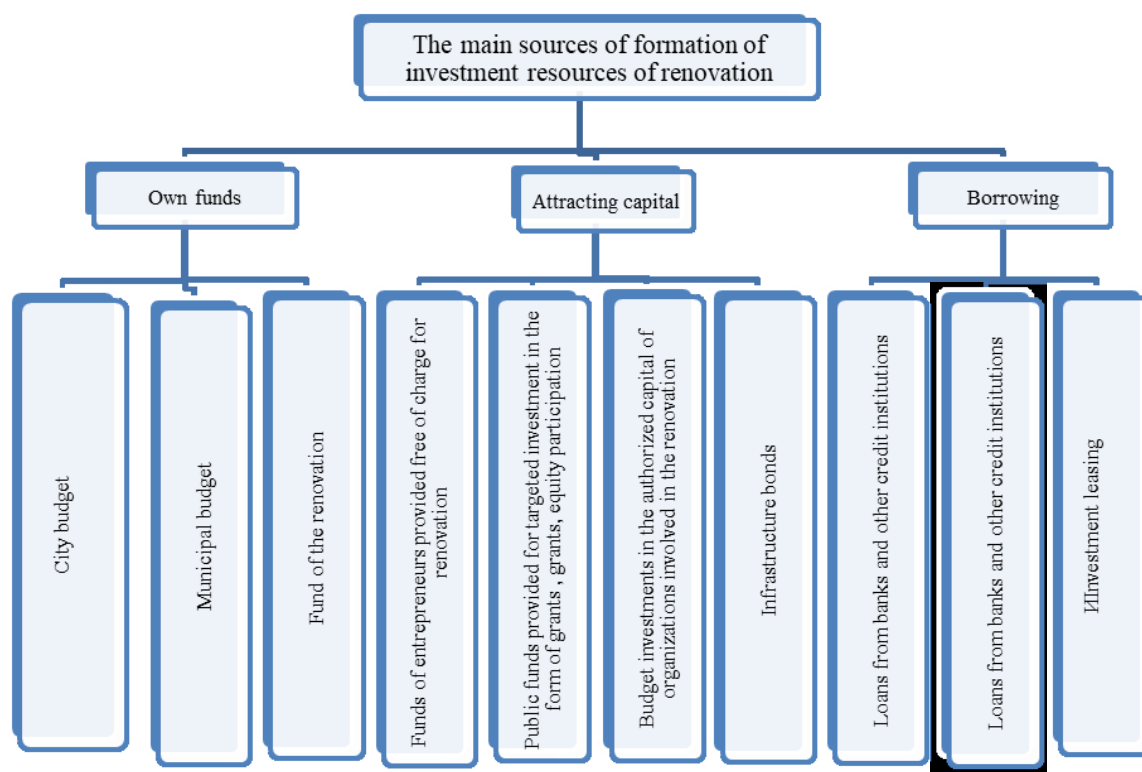 The main sources of formation of
investment resources of renovation
Own funds
Attracting capital
Borrowing
City budget
Municipal budget
Fund of the renovation
Funds of entrepreneurs provided free of charge for
renovation
Public funds provided for targeted investment in the
form of grants , grants, equity participation
Budget investments in the authorized capital of
organizations involved in the renovation
Infrastructure bonds
Loans from banks and other credit institutions
Loans from banks and other credit institutions
ИInvestment leasing